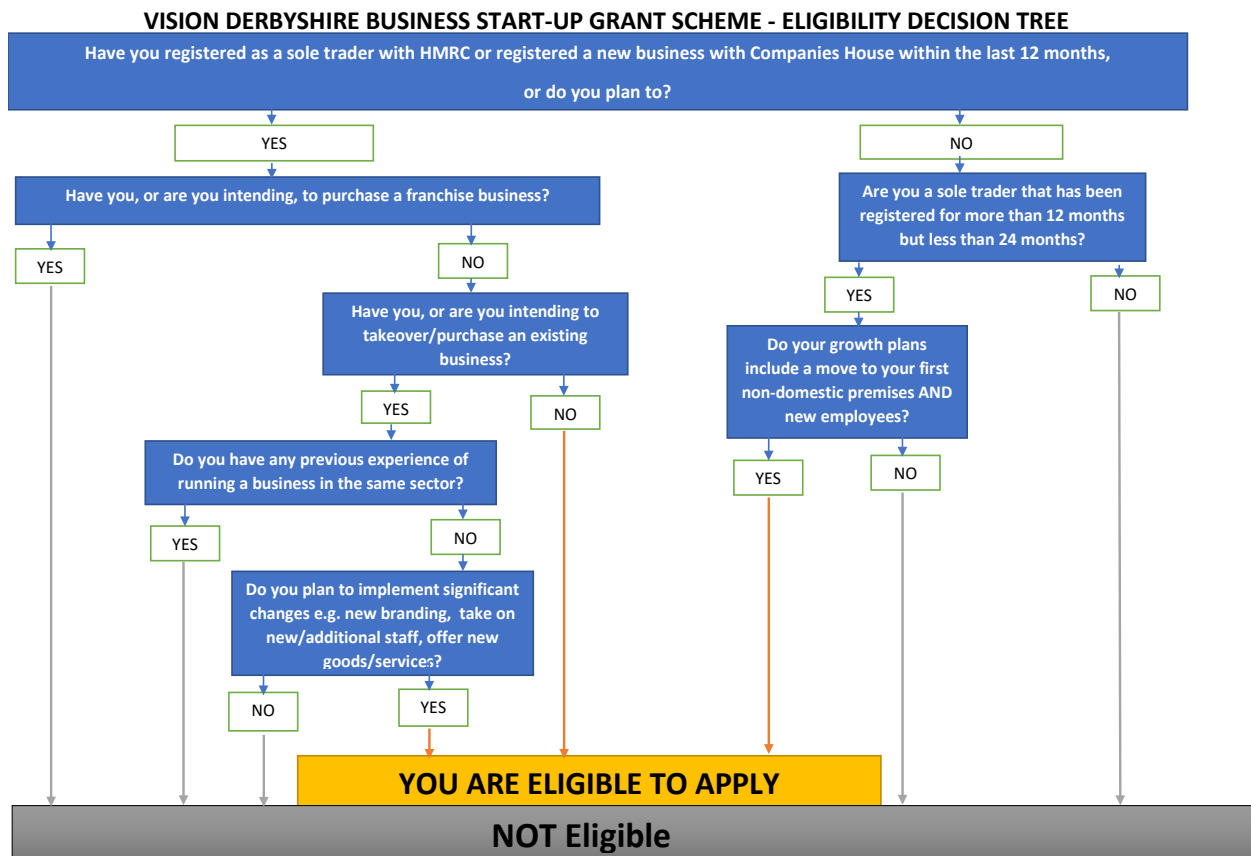 VISION DERBYSHIRE BUSINESS START-UP GRANT SCHEME - ELIGIBILITY DECISION TREE
Have you registered as a sole trader with HMRC or registered a new business with Companies House within the last 12 months,
or do you plan to?
YES
NO
Have you, or are you intending, to purchase a franchise business?
Are you a sole trader that has been
registered for more than 12 months
but less than 24 months?
YES
NO
YES
NO
Have you, or are you intending to
takeover/purchase an existing
business?
Do your growth plans
include a move to your first
non-domestic premises AND
new employees?
YES
NO
YES
NO
Do you have any previous experience of
running a business in the same sector?
YES
NO
Do you plan to implement significant
changes e.g. new branding, take on
new/additional staff, offer new
goods/services?
NO
YES
YOU ARE ELIGIBLE TO APPLY
NOT Eligible